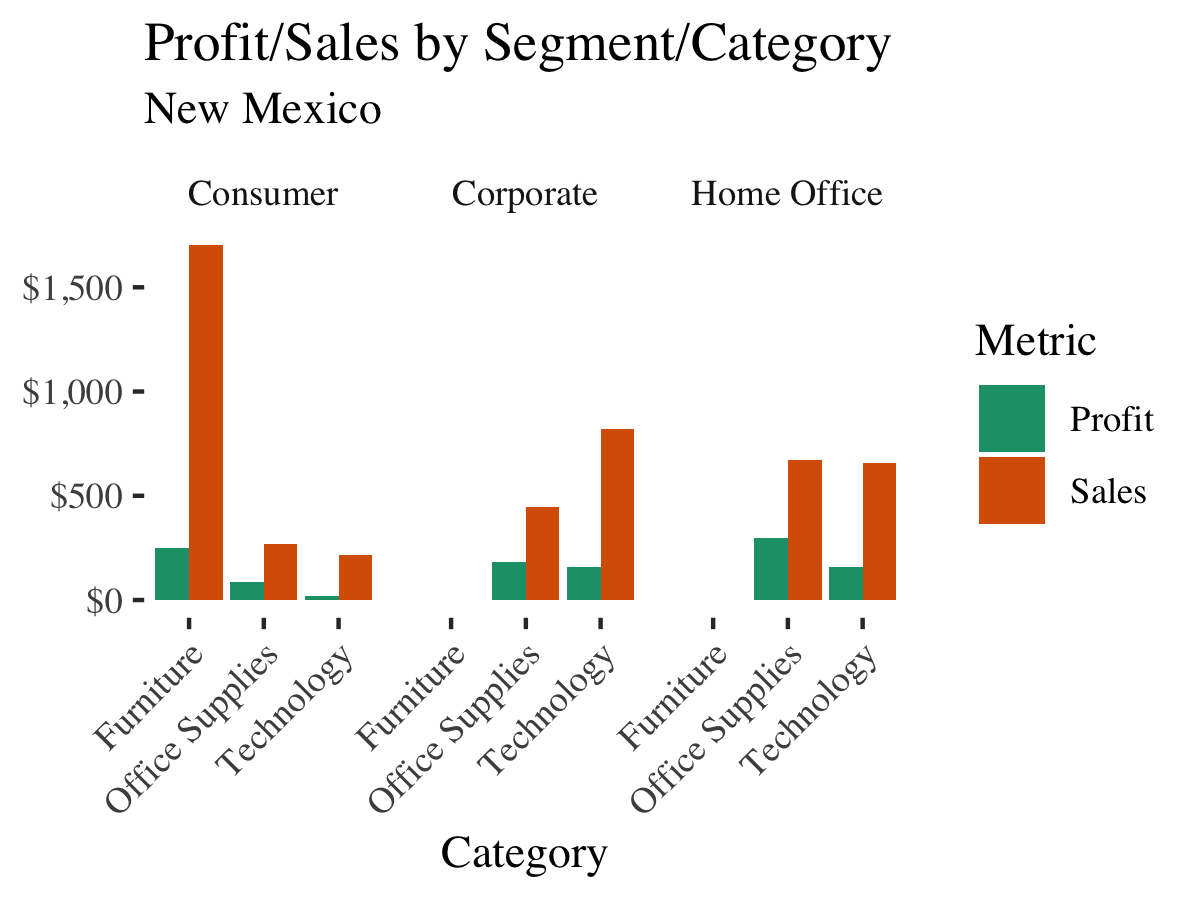 Profit/Sales by Segment/Category
New Mexico
Consumer
Corporate
Home Office
$1,500
$1,000
$500
$0
Furniture
Office Supplies
Technology
Furniture
Office Supplies
Technology
Furniture
Office Supplies
Technology
Category
Metric
Profit
Sales